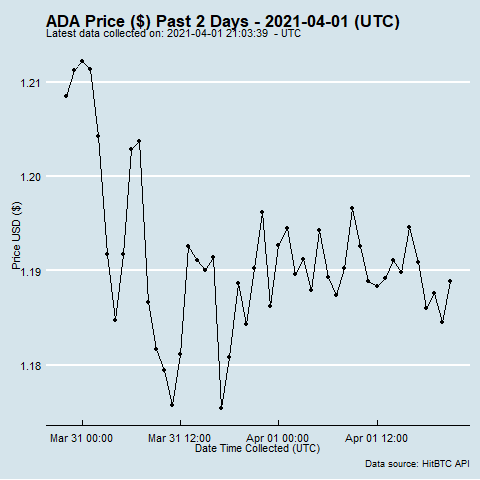 ADA Price ($) Past 2 Days - 2021-04-01 (UTC)
Latest data collected on: 2021-04-01 21:03:39  - UTC
1.21
1.20
1.19
1.18
Price USD ($)
Mar 31 00:00 Mar 31 12:00 Apr 01 00:00 Apr 01 12:00
Date Time Collected (UTC)
Data source: HitBTC API